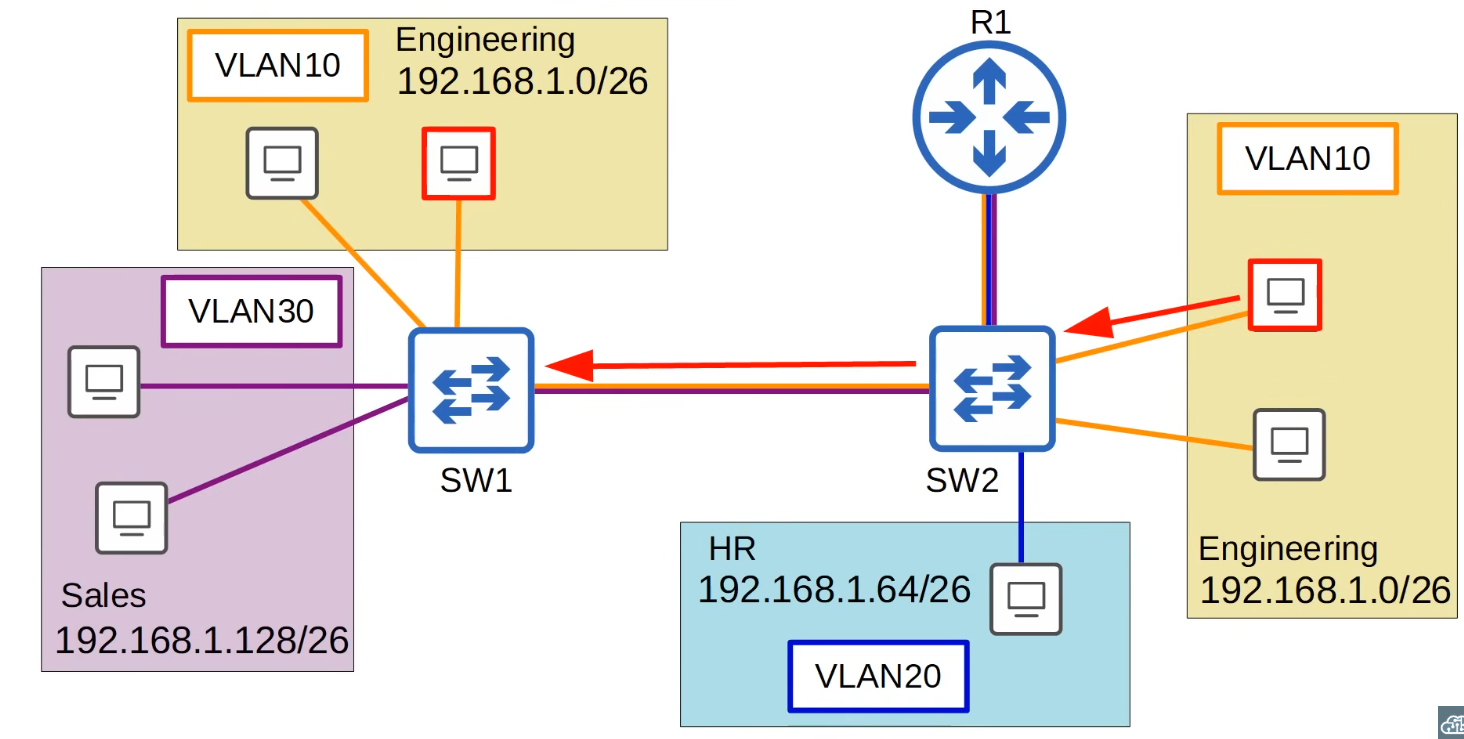 R1
VLAN10
Engineering
192.168.1.0/26
VLAN10
VLAN30
SW1
SW2
Sales
192.168.1.128/26
HR
192.168.1.64/26
VLAN20
Engineering
192.168.1.0/26